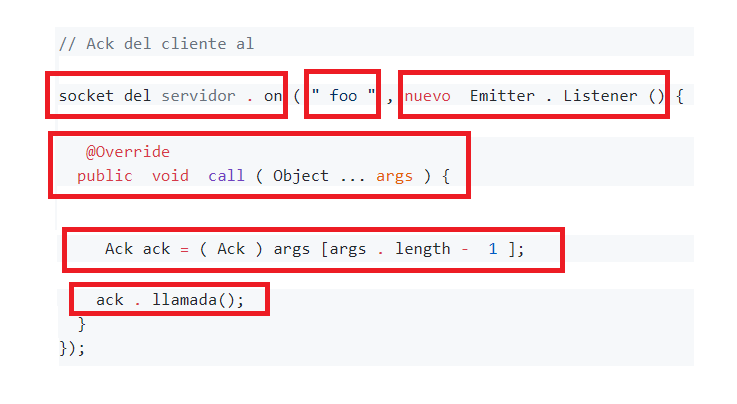 // Ack del cliente al
socket del servidor . on ( " foo " , nuevo Emitter . Listener () {
@Override
public void call ( Object ... args ) {
Ack ack = ( Ack ) args [args . length - 1 ];
ack . llamada();
}
});